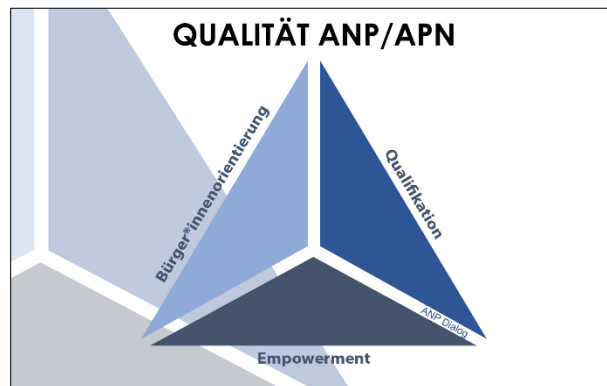 QUALITÄT ANP/APN
Bürger*innenorientierung
Qualifikation
ANP Dialog
Empowerment